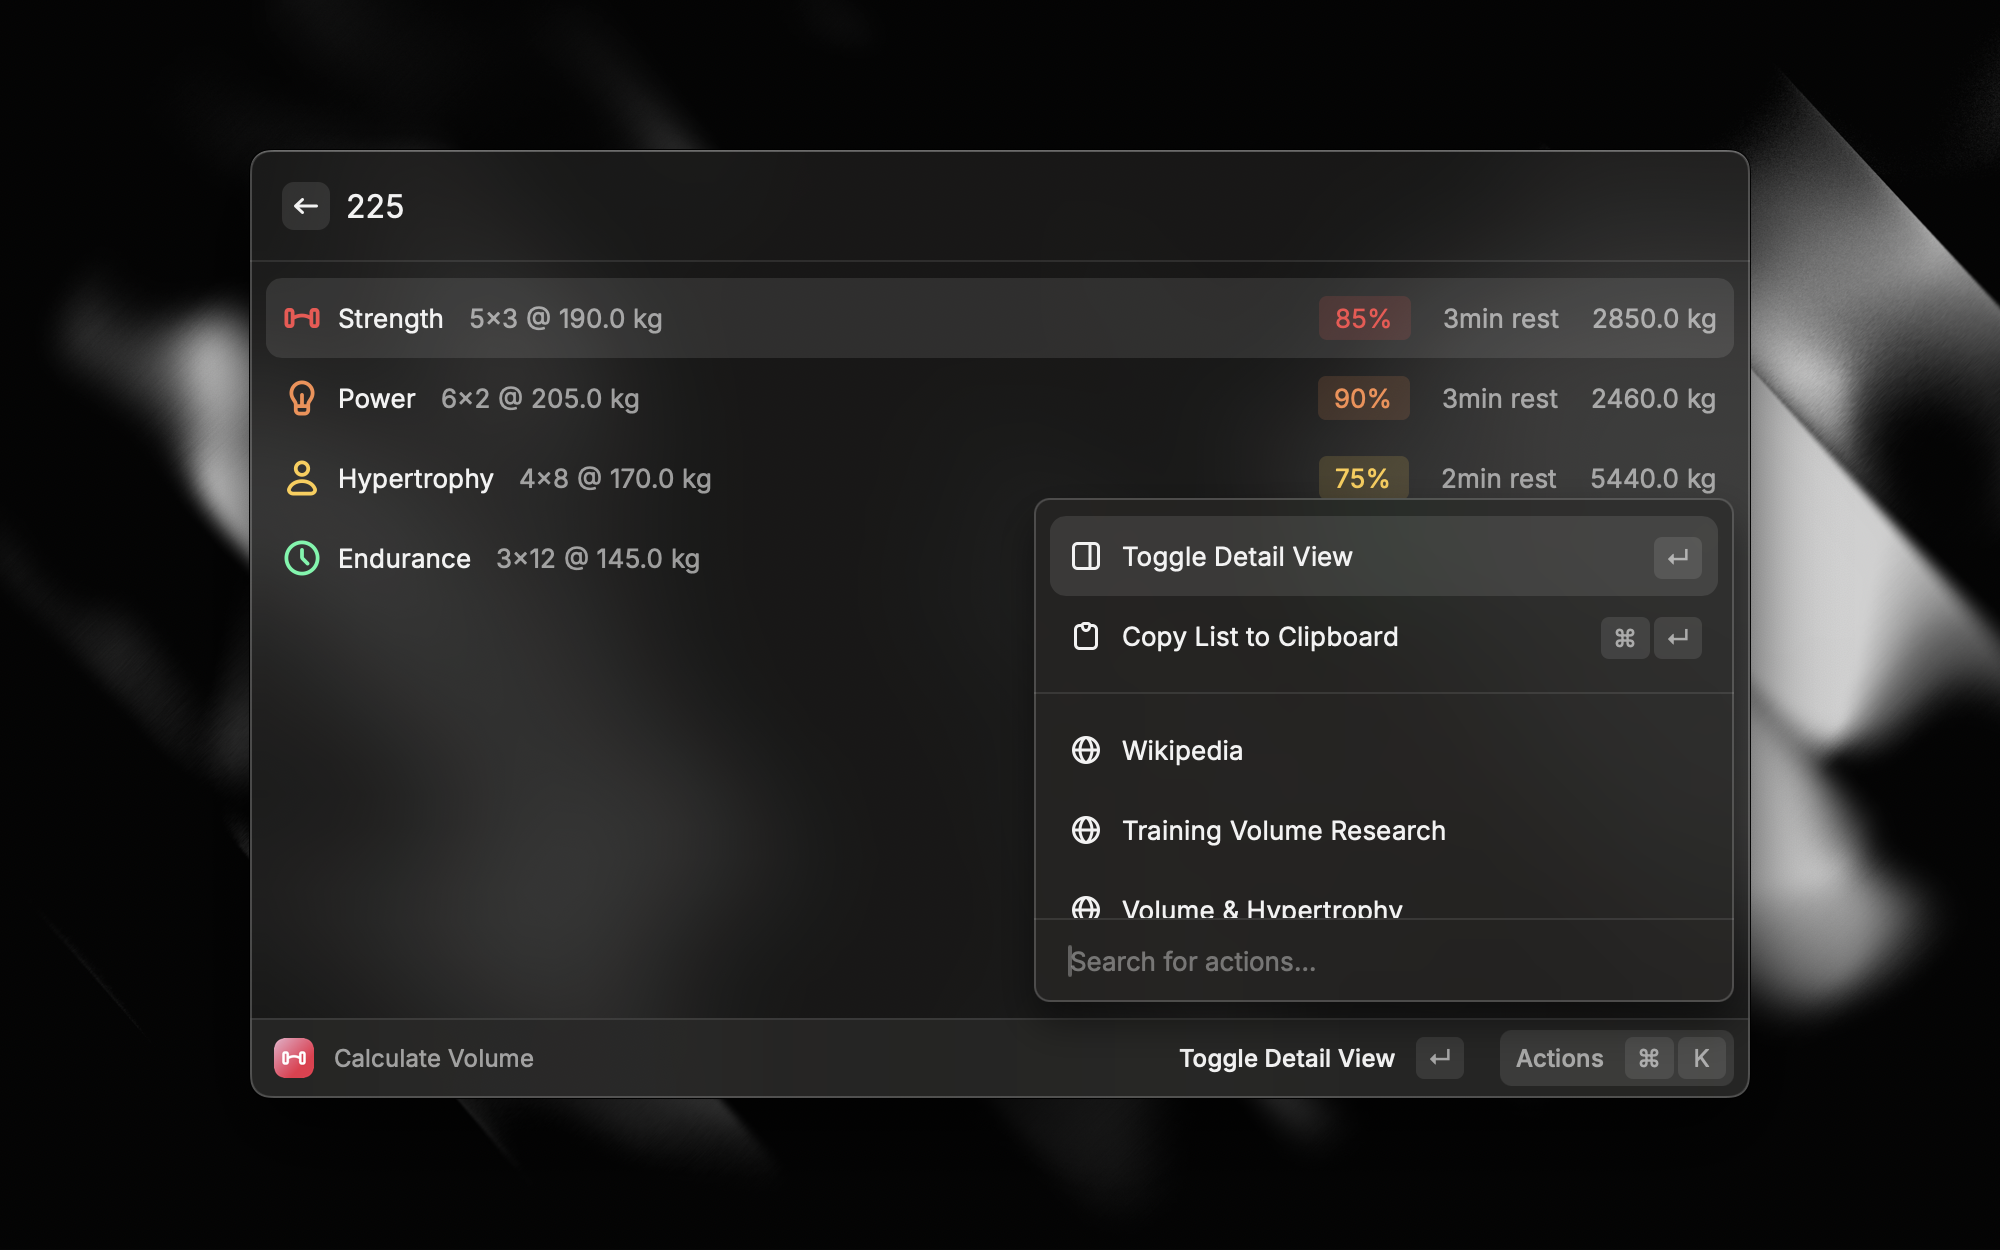 225
Strength 5×3 @ 190.0 kg 85% 3min rest 2850.0 kg
Power 6×2 @ 205.0 kg 90% 3min rest 2460.0 kg
Hypertrophy 4×8 @ 170.0 kg 75% 2min rest 5440.0 kg
Endurance 3×12 @ 145.0 kg
Toggle Detail View
Copy List to Clipboard ⌘
Wikipedia
Training Volume Research
Volume & Hypertrophy
Search for actions...
Calculate Volume Toggle Detail View Actions ⌘ K